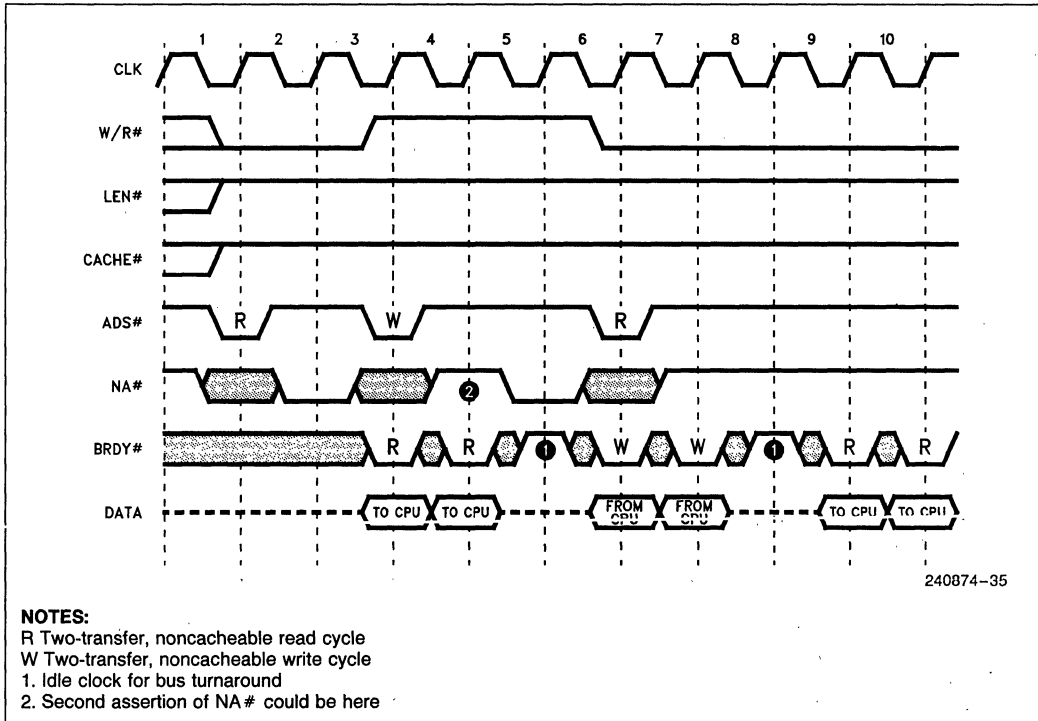 1 2 3 4 5 6 7 8 9 10
CLK
W/R#
LEN#
CACHE#
ADS# R W R
NA# 2
BRDY# R R 1 W W 1 R R
DATA TO CPU TO CPU FROM CPU FROM CPU TO CPU TO CPU
240874-35
NOTES:
R Two-transfer, noncacheable read cycle
W Two-transfer, noncacheable write cycle
1. Idle clock for bus turnaround
2. Second assertion of NA# could be here